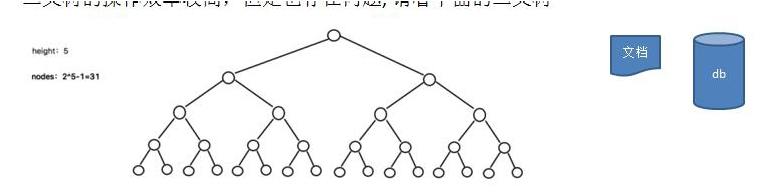 二叉树的操作效率较高，但是也存在问题, 请看下面的二叉树
height：5
nodes：2^5-1=31
文档
db